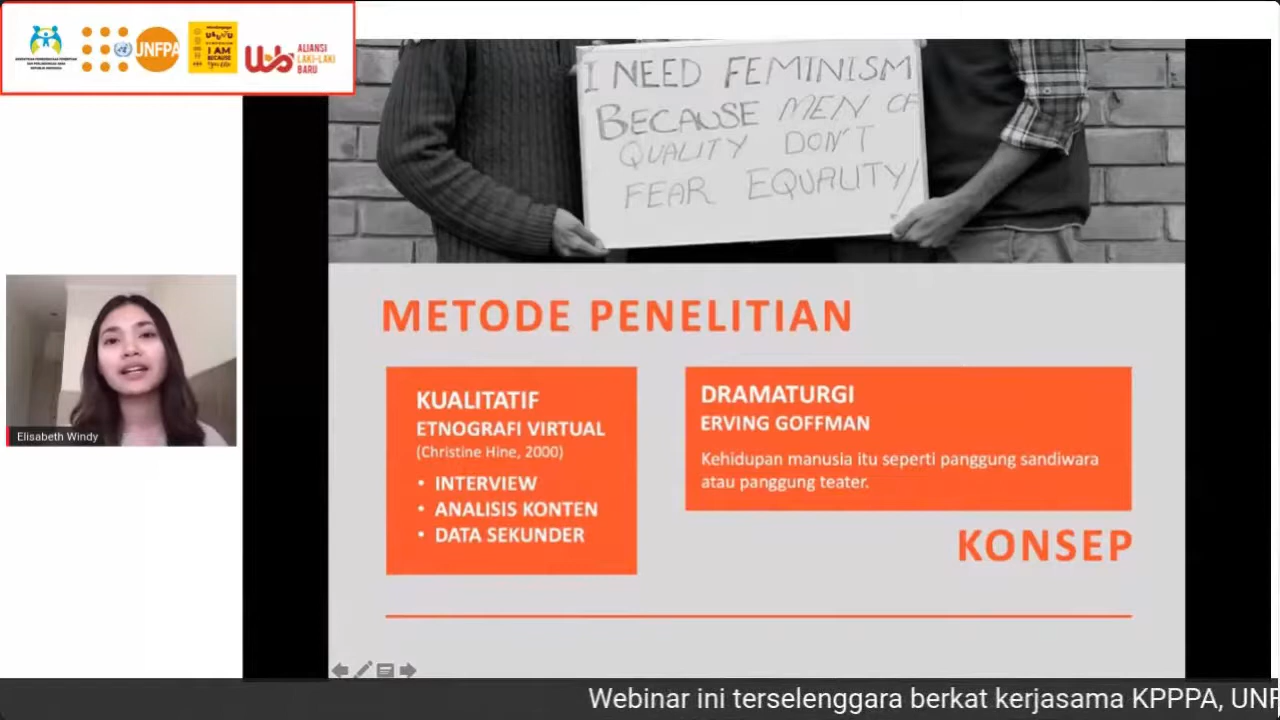 UNFPA
I AM
BECAUSE
ALIANSI
LAKI-LAKI
BARU
I NEED FEMINISM
BECAUSE MEN OF
QUALITY DON'T
FEAR EQUALITY!
METODE PENELITIAN
KUALITATIF
ETNOGRAFI VIRTUAL
(Christine Hine, 2000)
• INTERVIEW
• ANALISIS KONTEN
• DATA SEKUNDER
DRAMATURGI
ERVING GOFFMAN
Kehidupan manusia itu seperti panggung sandiwara
atau panggung teater.
KONSEP
Elisabeth Windy
Webinar ini terselenggara berkat kerjasama KPPPA, UNF